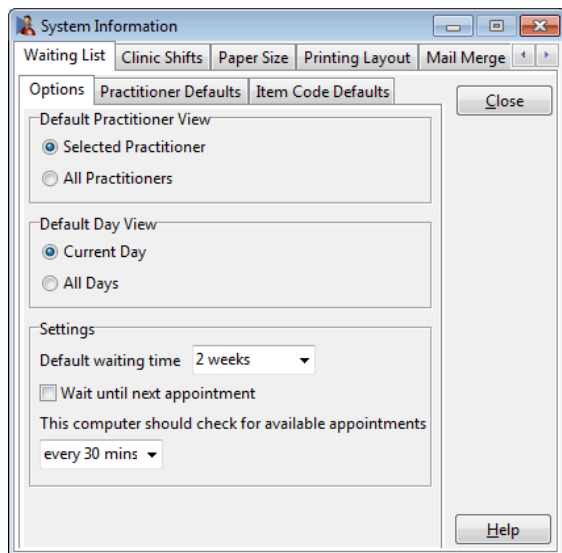 System Information
Waiting List Clinic Shifts Paper Size Printing Layout Mail Merge
Options Practitioner Defaults Item Code Defaults
Close
Default Practitioner View
Selected Practitioner
All Practitioners
Default Day View
Current Day
All Days
Settings
Default waiting time 2 weeks
Wait until next appointment
This computer should check for available appointments
every 30 mins
Help